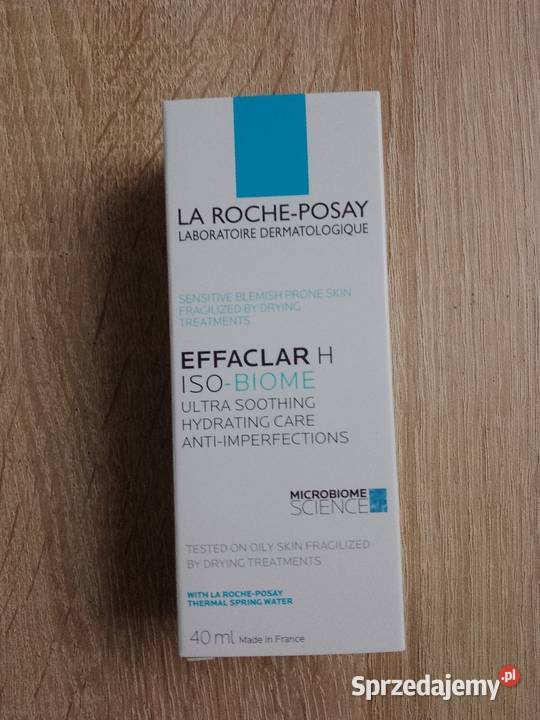 LA ROCHE-POSAY
LABORATOIRE DERMATOLOGIQUE
SENSITIVE BLEMISH PRONE SKIN
FRAGILIZED BY DRYING
TREATMENTS
EFFACLAR H
ISO-BIOME
ULTRA SOOTHING
HYDRATING CARE
ANTI-IMPERFECTIONS
MICROBIOME
SCIENCE
TESTED ON OILY SKIN FRAGILIZED
BY DRYING TREATMENTS
WITH LA ROCHE-POSAY
THERMAL SPRING WATER
40 ml Made in France
Sprzedajemy.pl